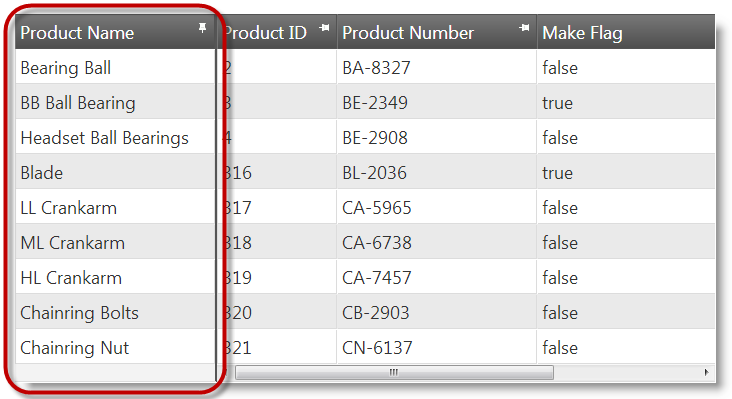 Product Name Product ID Product Number Make Flag
Bearing Ball 2 BA-8327 false
BB Ball Bearing 3 BE-2349 true
Headset Ball Bearings 4 BE-2908 false
Blade 316 BL-2036 true
LL Crankarm 317 CA-5965 false
ML Crankarm 318 CA-6738 false
HL Crankarm 319 CA-7457 false
Chainring Bolts 320 CB-2903 false
Chainring Nut 321 CN-6137 false